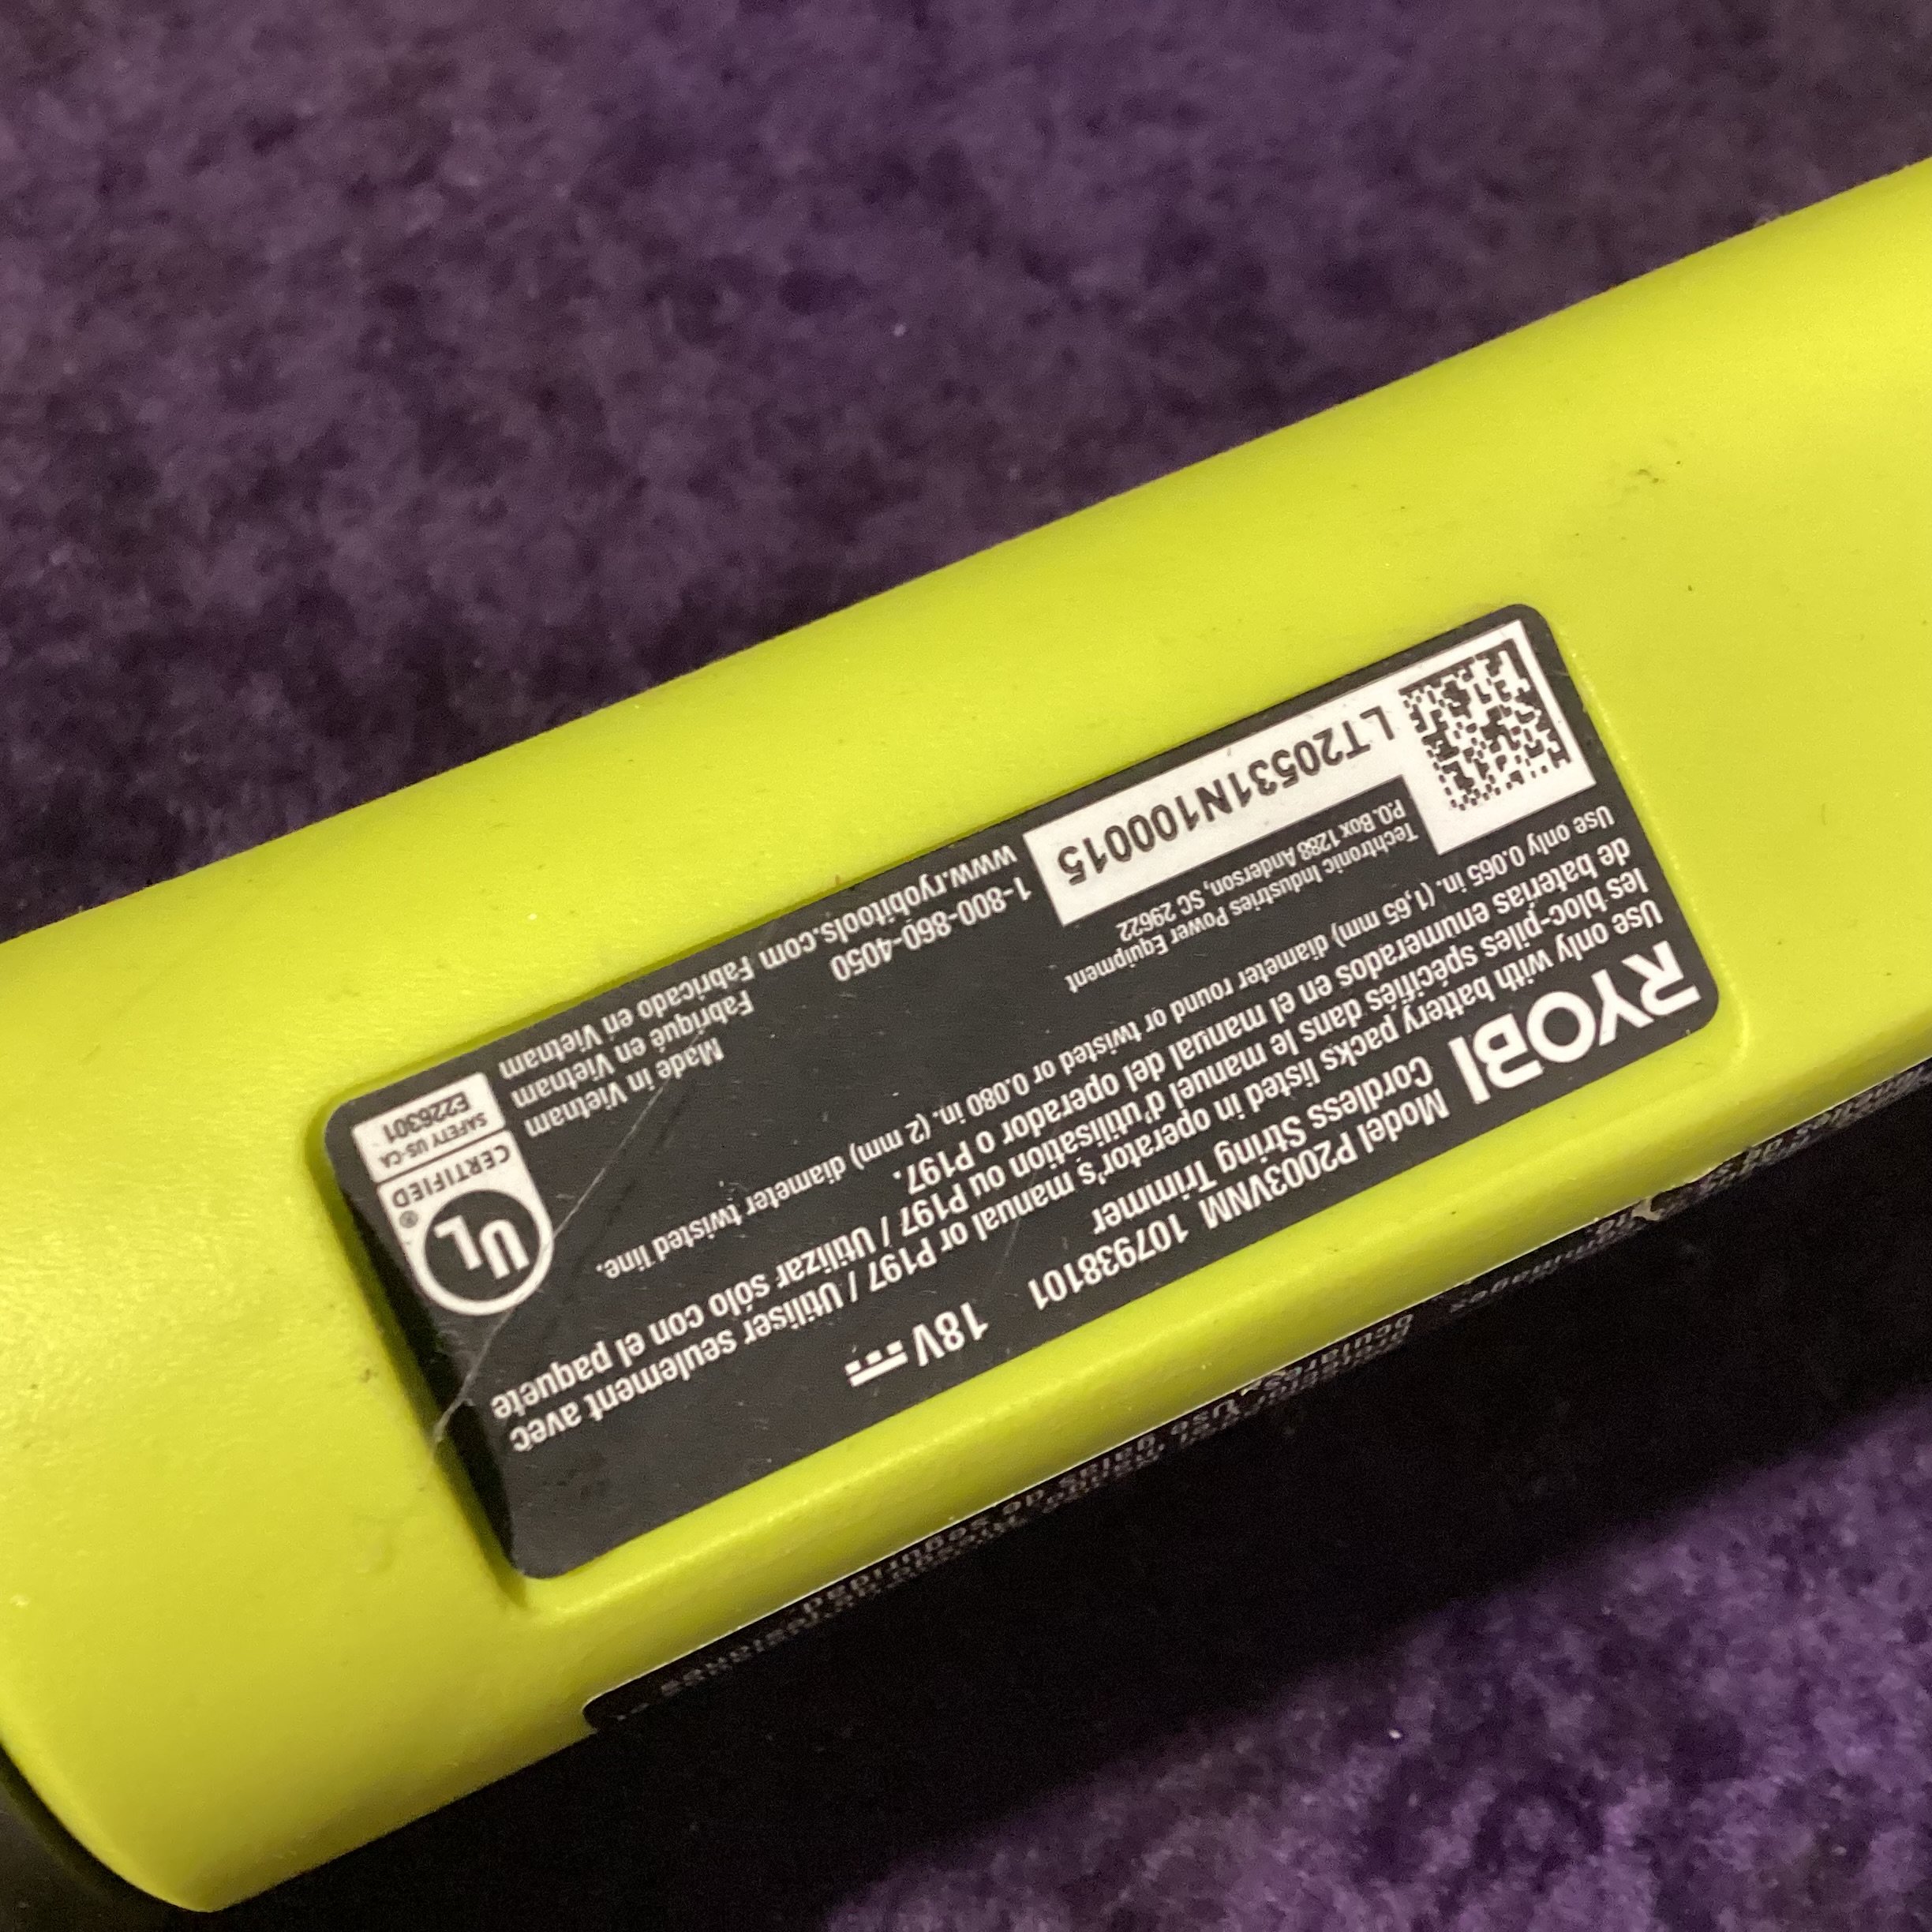 RYOBI
Model P2003VNM 107938101
Cordless String Trimmer
18V
Use only with battery packs listed in operator's manual or P197 / Utiliser seulement avec
les bloc-piles spécifiés dans le manuel d'utilisation ou P197 / Utilizar sólo con el paquete
de baterías enumerados en el manual del operador o P197.
Use only 0.065 in. (1,65 mm) diameter round or twisted or 0.080 in. (2 mm) diameter twisted line.
Techtronic Industries Power Equipment
P.O. Box 1288 Anderson, SC 29622
LT20531N100015
1-800-860-4050
www.ryobitools.com
Made in Vietnam
Fabriqué en Vietnam
Fabricado en Vietnam
UL ®
CERTIFIED
SAFETY US-CA
E226301